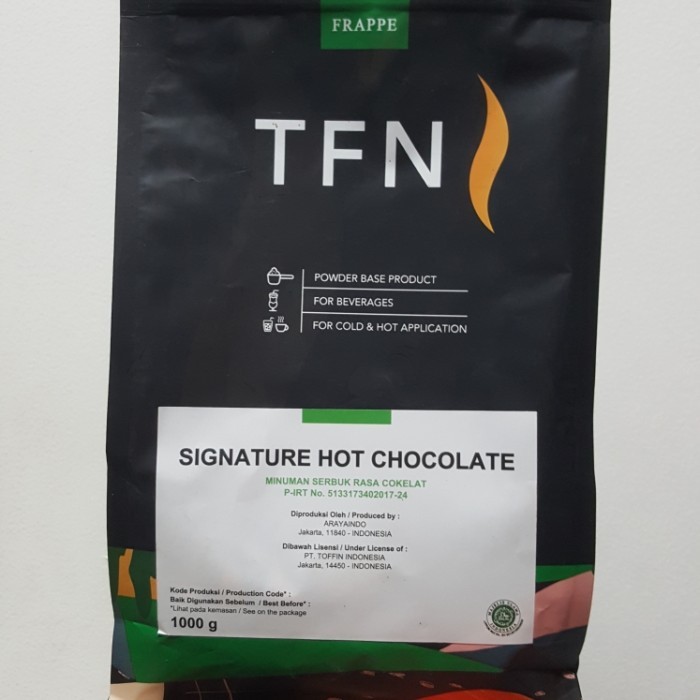 FRAPPE
TFN
POWDER BASE PRODUCT
FOR BEVERAGES
FOR COLD & HOT APPLICATION
SIGNATURE HOT CHOCOLATE
MINUMAN SERBUK RASA COKELAT
P-IRT No. 5133173402017-24
Diproduksi Oleh / Produced by :
ARAYAINDO
Jakarta, 11840 - INDONESIA
Dibawah Lisensi / Under License of :
PT. TOFFIN INDONESIA
Jakarta, 14450 - INDONESIA
Kode Produksi / Production Code* :
Baik Digunakan Sebelum / Best Before* :
*Lihat pada kemasan / See on the package
1000 g
MAJELIS ULAMA
INDONESIA